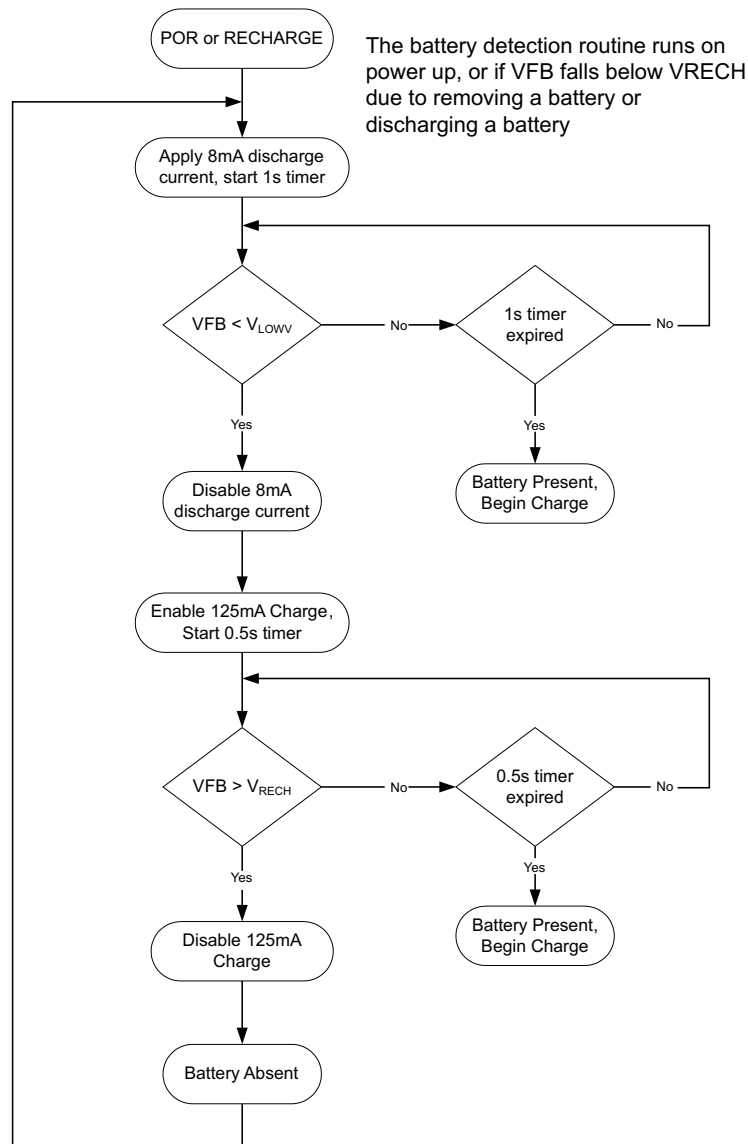 POR or RECHARGE
The battery detection routine runs on
power up, or if VFB falls below VRECH
due to removing a battery or
discharging a battery
Apply 8mA discharge
current, start 1s timer
VFB < VLOWV
No
1s timer
expired
No
Yes
Yes
Disable 8mA
discharge current
Battery Present,
Begin Charge
Enable 125mA Charge,
Start 0.5s timer
VFB > VRECH
No
0.5s timer
expired
No
Yes
Yes
Disable 125mA
Charge
Battery Present,
Begin Charge
Battery Absent